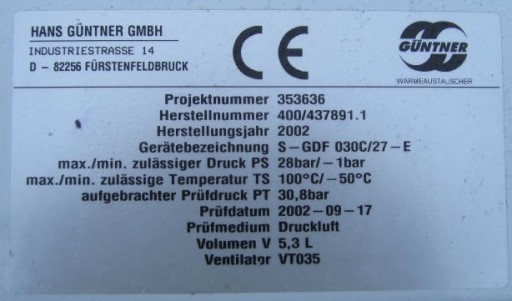 HANS GÜNTNER GMBH
INDUSTRIESTRASSE 14
D - 82256 FÜRSTENFELDBRUCK
CE
GÜNTNER
WÄRMEAUSTAUSCHER
Projektnummer 353636
Herstellnummer 400/437891.1
Herstellungsjahr 2002
Gerätebezeichnung S-GDF 030C/27-E
max./min. zulässiger Druck PS 28bar/-1bar
max./min. zulässige Temperatur TS 100°C/-50°C
aufgebrachter Prüfdruck PT 30,8bar
Prüfdatum 2002-09-17
Prüfmedium Druckluft
Volumen V 5,3 L
Ventilator VT035